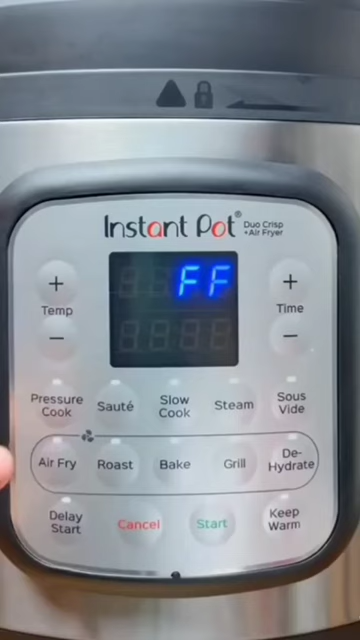 Instant Pot® Duo Crisp
+Air Fryer
FF
+ +
Temp Time
− −
Pressure Cook
Sauté
Slow Cook
Steam
Sous Vide
Air Fry
Roast
Bake
Grill
De-Hydrate
Delay Start
Cancel
Start
Keep Warm